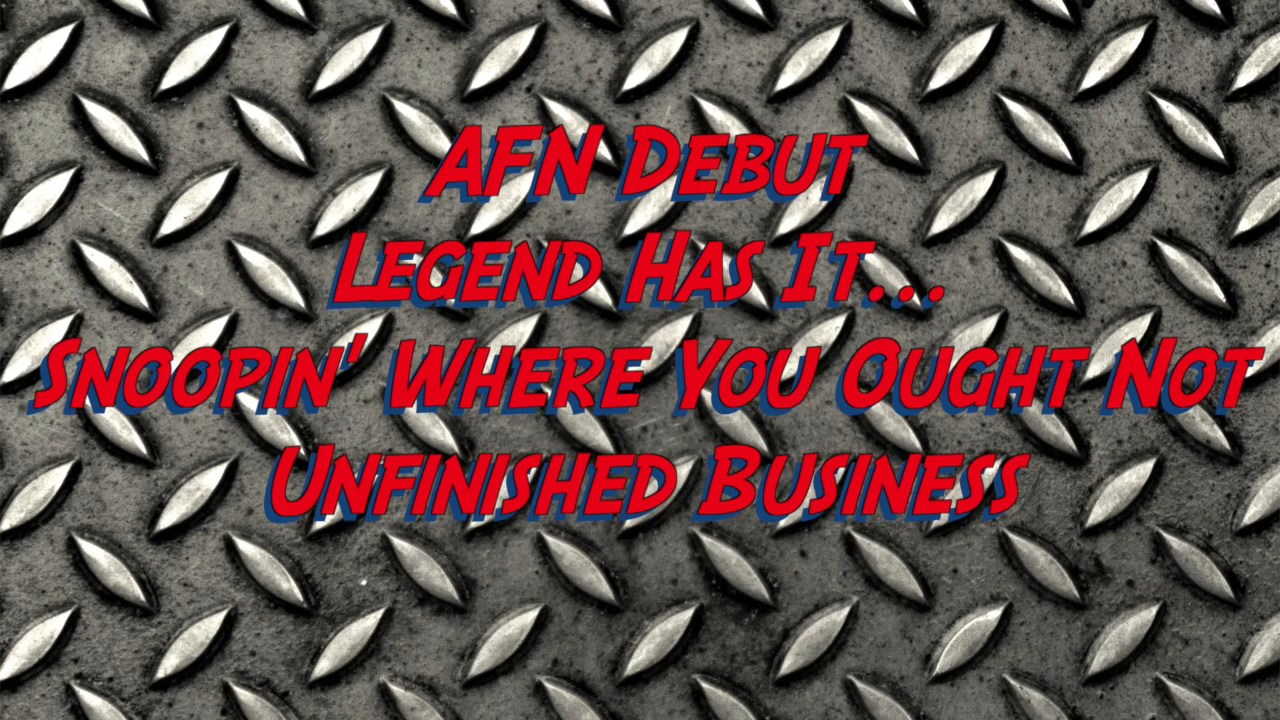 AFN Debut
Legend Has It...
Snoopin' Where You Ought Not
Unfinished Business